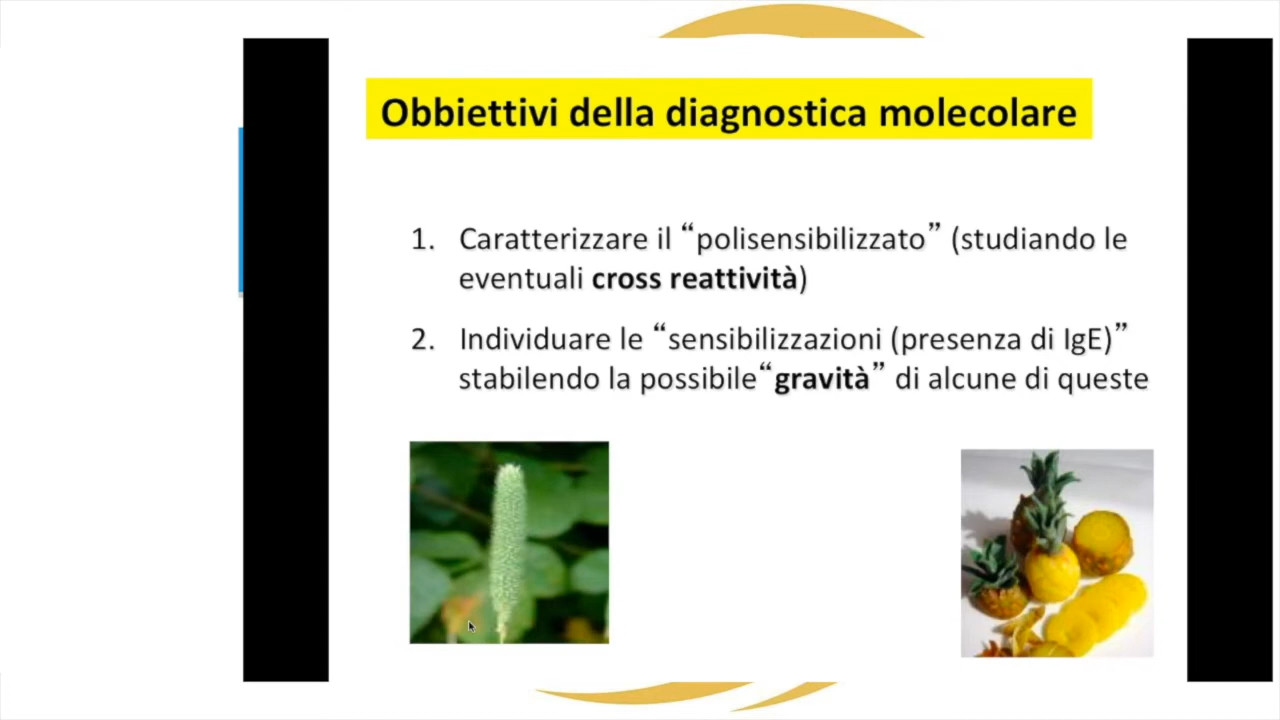 Obbiettivi della diagnostica molecolare
1. Caratterizzare il “polisensibilizzato” (studiando le
eventuali cross reattività)
2. Individuare le “sensibilizzazioni (presenza di IgE)”
stabilendo la possibile“gravità” di alcune di queste